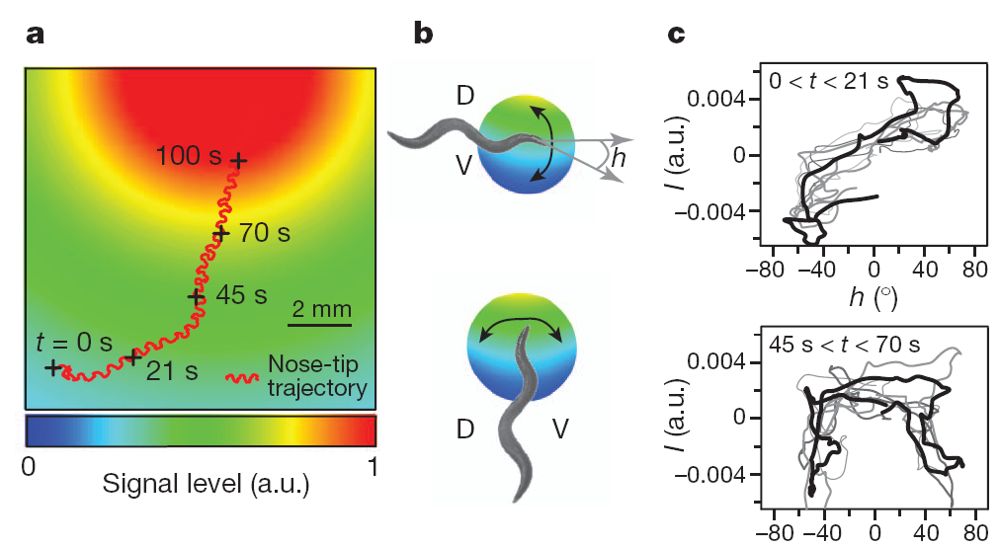 a
100 s
70 s
45 s
2 mm
t = 0 s
21 s
Nose-tip
trajectory
0
1
Signal level (a.u.)
b
D
V
h
D
V
c
0 < t < 21 s
0.004
0
−0.004
I (a.u.)
−80 −40 0 40 80
h (°)
45 s < t < 70 s
0.004
0
−0.004
I (a.u.)
−80 −40 0 40 80